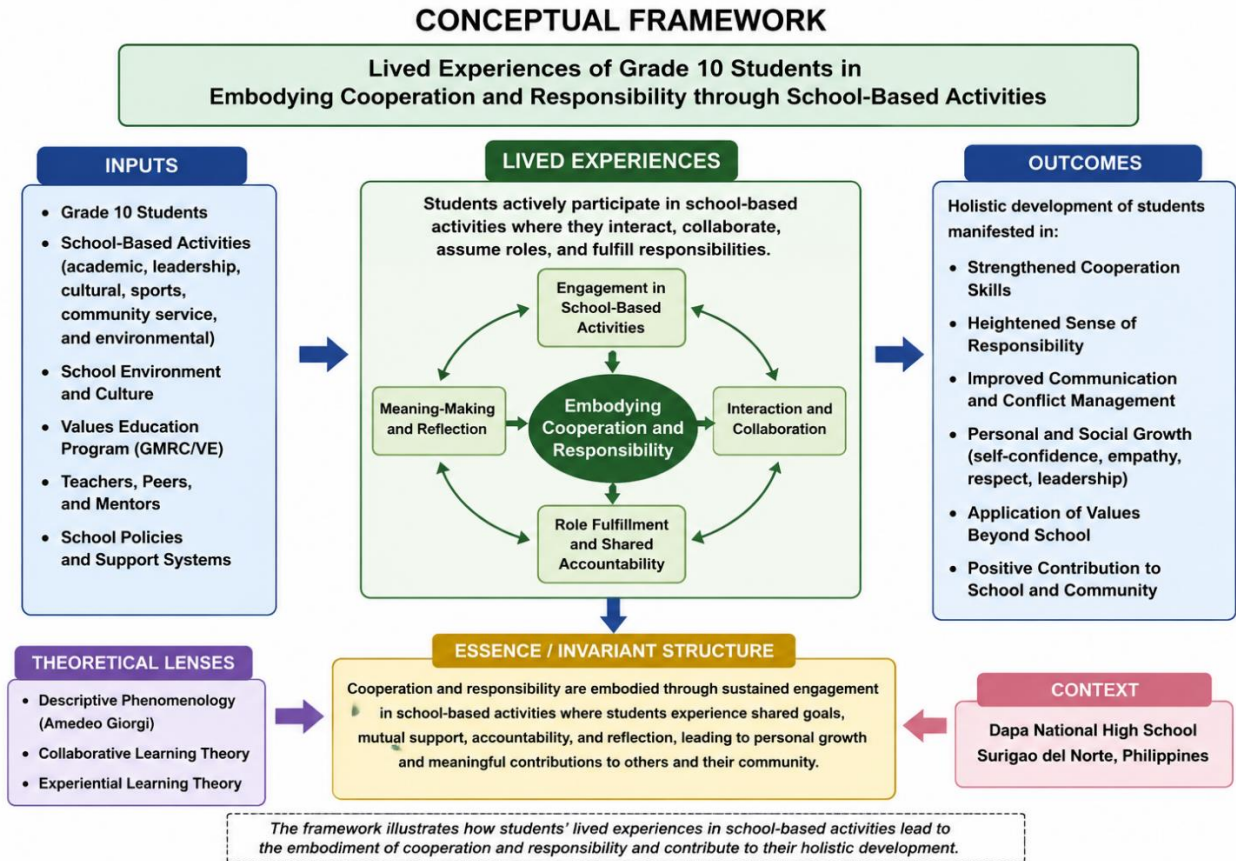 CONCEPTUAL FRAMEWORK
Lived Experiences of Grade 10 Students in
Embodying Cooperation and Responsibility through School-Based Activities
INPUTS
• Grade 10 Students
• School-Based Activities
(academic, leadership,
cultural, sports,
community service,
and environmental)
• School Environment
and Culture
• Values Education
Program (GMRC/VE)
• Teachers, Peers,
and Mentors
• School Policies
and Support Systems
LIVED EXPERIENCES
Students actively participate in school-based
activities where they interact, collaborate,
assume roles, and fulfill responsibilities.
Engagement in
School-Based
Activities
Meaning-Making
and Reflection
Embodying
Cooperation and
Responsibility
Interaction and
Collaboration
Role Fulfillment
and Shared
Accountability
OUTCOMES
Holistic development of students
manifested in:
• Strengthened Cooperation
Skills
• Heightened Sense of
Responsibility
• Improved Communication
and Conflict Management
• Personal and Social Growth
(self-confidence, empathy,
respect, leadership)
• Application of Values
Beyond School
• Positive Contribution to
School and Community
THEORETICAL LENSES
• Descriptive Phenomenology
(Amedeo Giorgi)
• Collaborative Learning Theory
• Experiential Learning Theory
ESSENCE / INVARIANT STRUCTURE
Cooperation and responsibility are embodied through sustained engagement
in school-based activities where students experience shared goals,
mutual support, accountability, and reflection, leading to personal growth
and meaningful contributions to others and their community.
CONTEXT
Dapa National High School
Surigao del Norte, Philippines
The framework illustrates how students' lived experiences in school-based activities lead to
the embodiment of cooperation and responsibility and contribute to their holistic development.